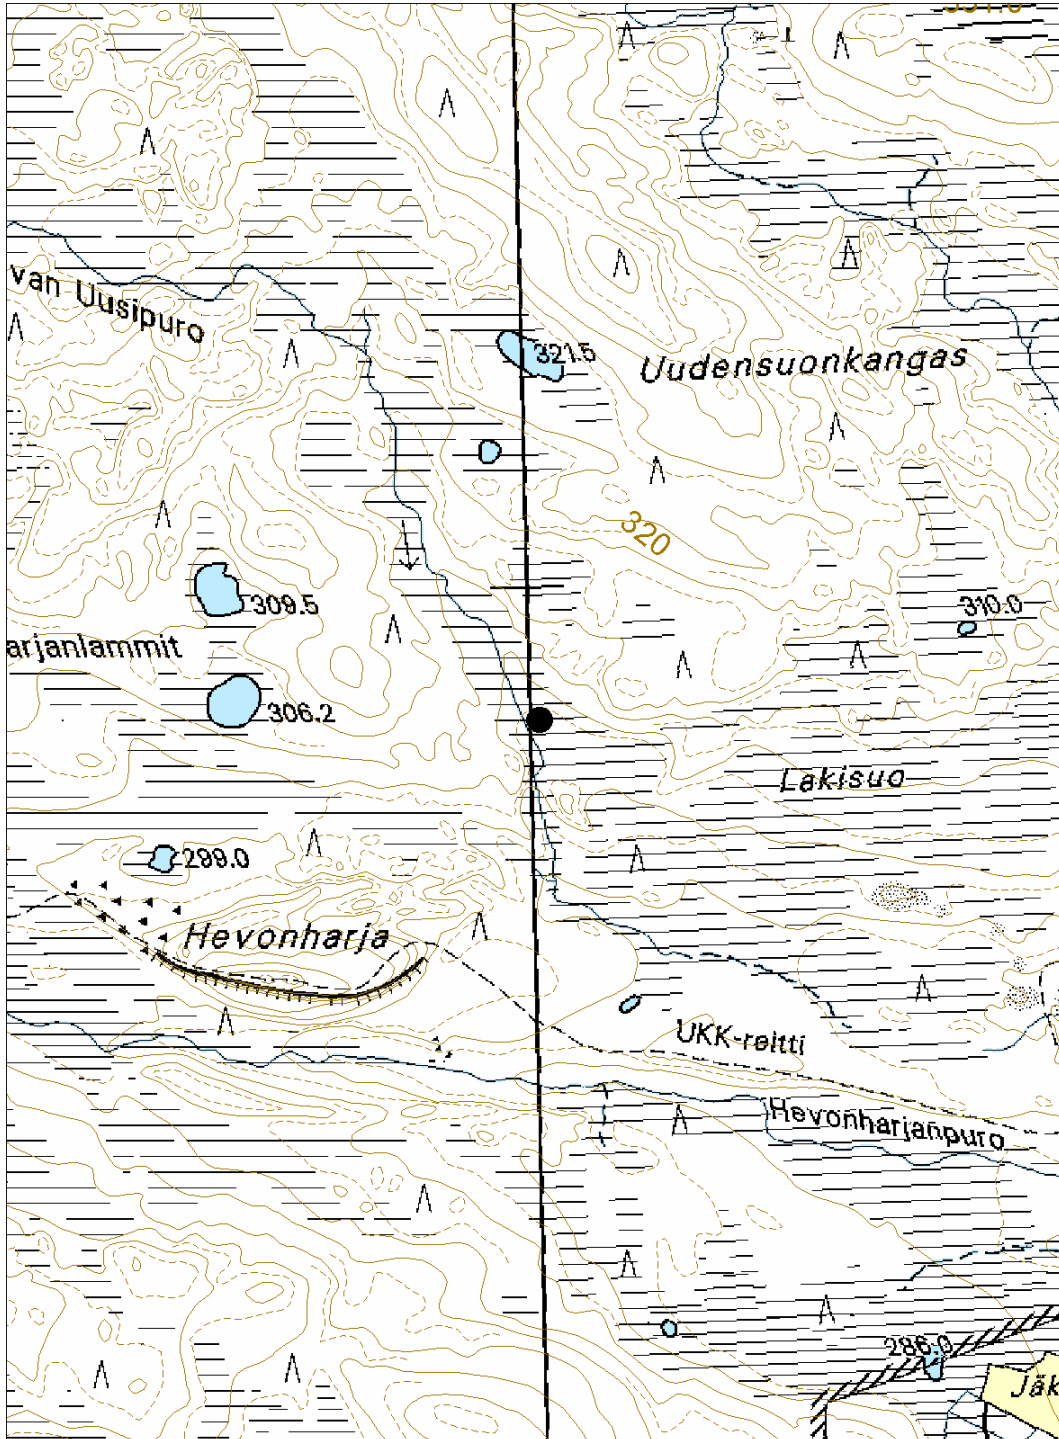 van Uusipuro
321.5
Uudensuonkangas
320
309.5
310.0
arjanlammit
306.2
Lakisuo
299.0
Hevonharja
UKK-reitti
Hevonharjanpuro
286.0
Jäk